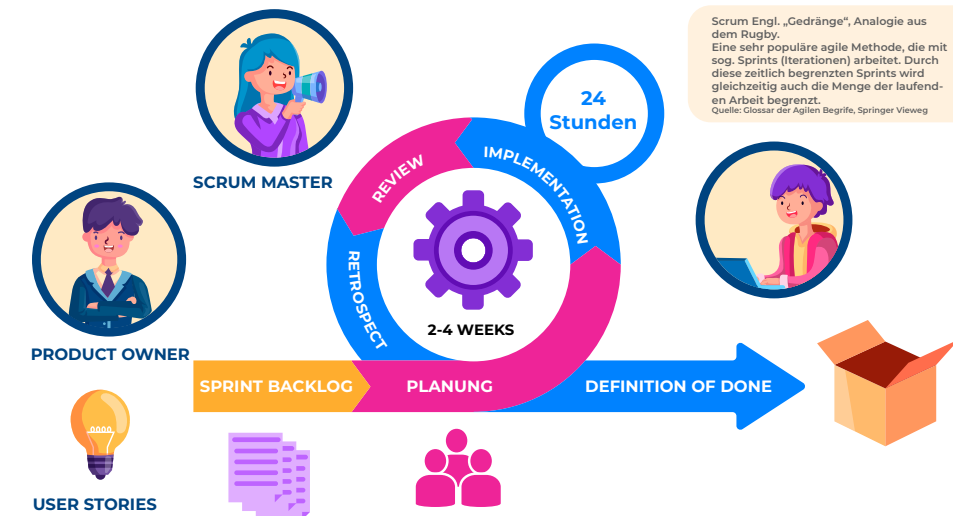 Scrum Engl. „Gedränge“, Analogie aus
dem Rugby.
Eine sehr populäre agile Methode, die mit
sog. Sprints (Iterationen) arbeitet. Durch
diese zeitlich begrenzten Sprints wird
gleichzeitig auch die Menge der laufend-
en Arbeit begrenzt.
Quelle: Glossar der Agilen Begrife, Springer Vieweg
24
Stunden
SCRUM MASTER
REVIEW
IMPLEMENTATION
RETROSPECT
2-4 WEEKS
PRODUCT OWNER
SPRINT BACKLOG
PLANUNG
DEFINITION OF DONE
USER STORIES